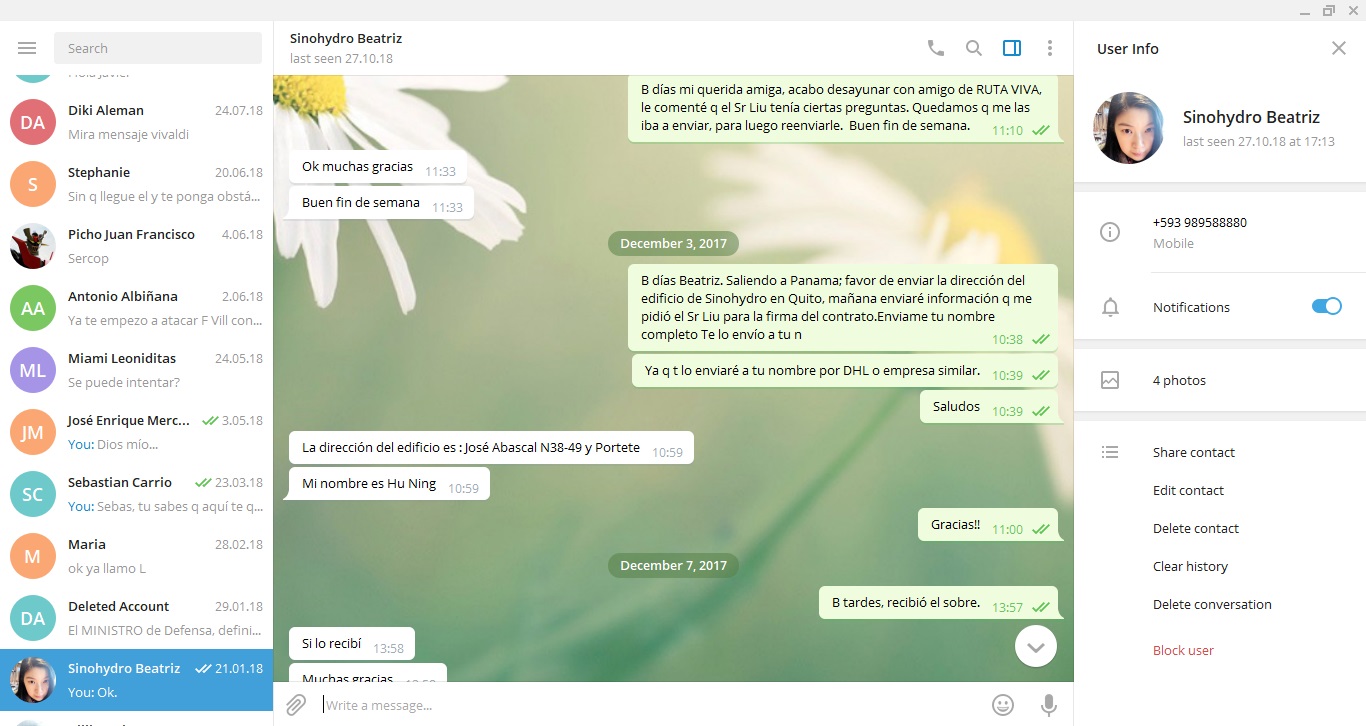 Search
Hola Javier
Diki Aleman 24.07.18
Mira mensaje vivaldi
Stephanie 20.06.18
Sin q llegue el y te ponga obstá...
Picho Juan Francisco 4.06.18
Sercop
Antonio Albiñana 2.06.18
Ya te empezo a atacar F Vill con...
Miami Leoniditas 24.05.18
Se puede intentar?
José Enrique Merc... 3.05.18
You: Dios mío...
Sebastian Carrio 23.03.18
You: Sebas, tu sabes q aquí te q...
Maria 28.02.18
ok ya llamo L
Deleted Account 29.01.18
El MINISTRO de Defensa, defini...
Sinohydro Beatriz 21.01.18
You: Ok.
DA
S
AA
ML
JM
SC
M
DA
Sinohydro Beatriz
last seen 27.10.18
B días mi querida amiga, acabo desayunar con amigo de RUTA VIVA,
le comenté q el Sr Liu tenía ciertas preguntas. Quedamos q me las
iba a enviar, para luego reenviarle. Buen fin de semana. 11:10
Ok muchas gracias 11:33
Buen fin de semana 11:33
December 3, 2017
B días Beatriz. Saliendo a Panama; favor de enviar la dirección del
edificio de Sinohydro en Quito, mañana enviaré información q me
pidió el Sr Liu para la firma del contrato.Enviame tu nombre
completo Te lo envío a tu n 10:38
Ya q t lo enviaré a tu nombre por DHL o empresa similar. 10:39
Saludos 10:39
La dirección del edificio es : José Abascal N38-49 y Portete 10:59
Mi nombre es Hu Ning 10:59
Gracias!! 11:00
December 7, 2017
B tardes, recibió el sobre. 13:57
Si lo recibí 13:58
Muchas gracias 13:58
Write a message...
User Info
Sinohydro Beatriz
last seen 27.10.18 at 17:13
+593 989588880
Mobile
Notifications
4 photos
Share contact
Edit contact
Delete contact
Clear history
Delete conversation
Block user